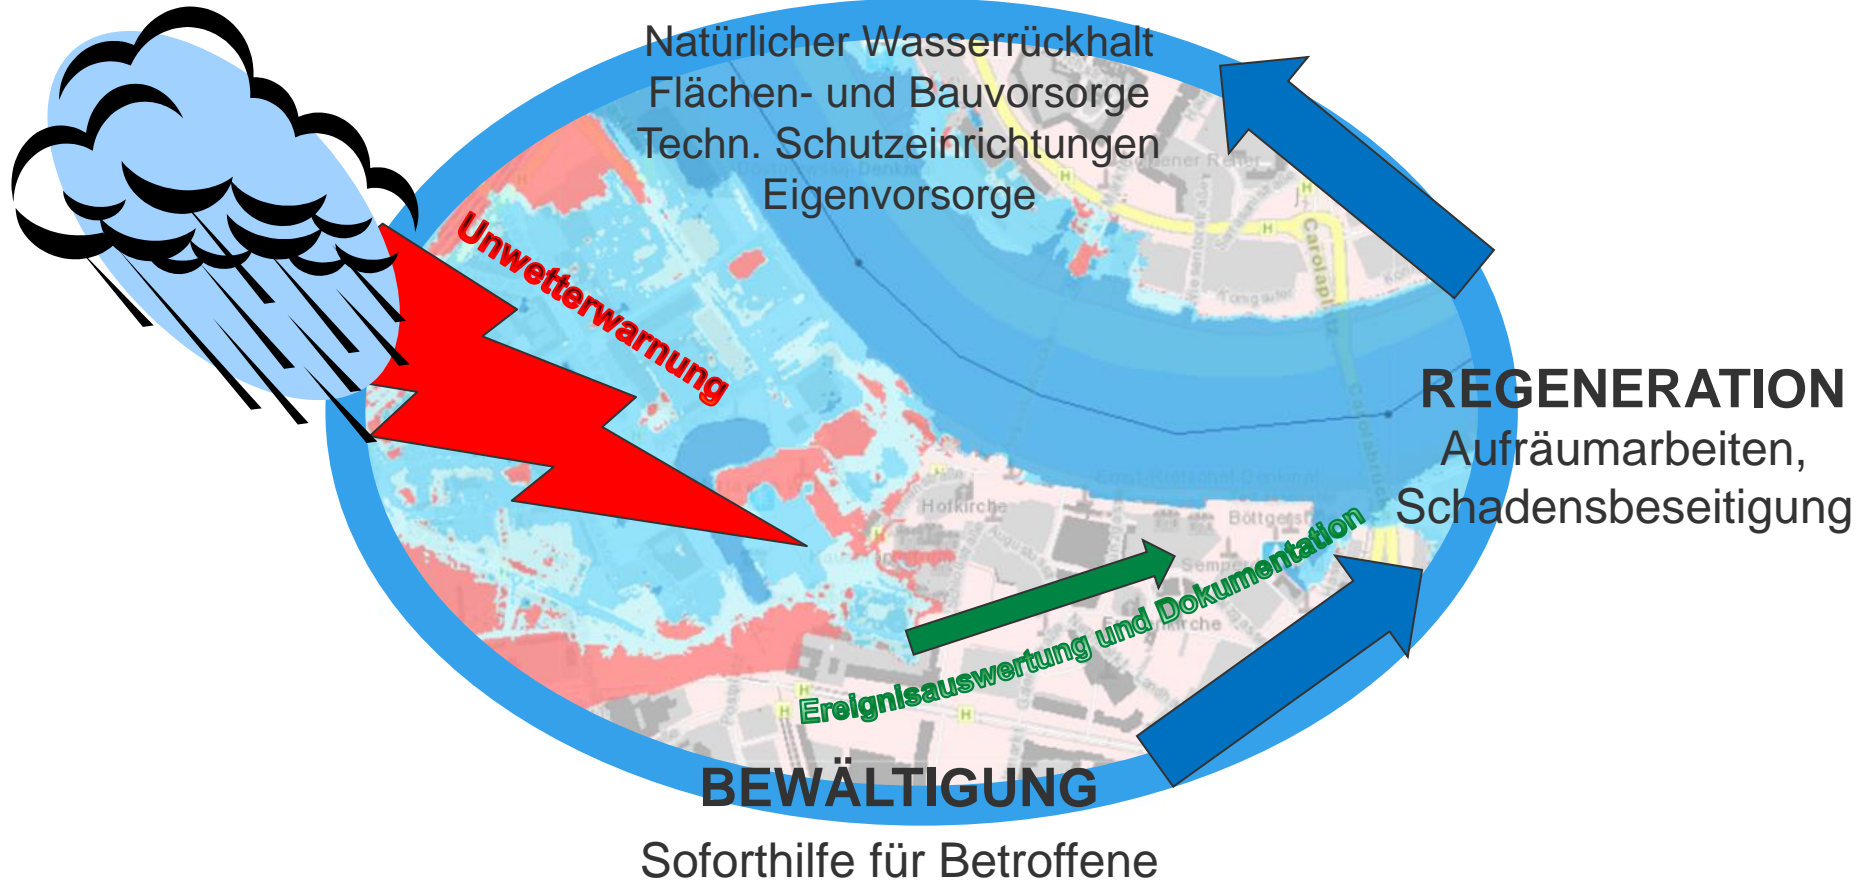 Natürlicher Wasserrückhalt
Flächen- und Bauvorsorge
Techn. Schutzeinrichtungen
Eigenvorsorge
Unwetterwarnung
REGENERATION
Aufräumarbeiten,
Schadensbeseitigung
Hofkirche
Ereignisauswertung und Dokumentation
BEWÄLTIGUNG
Soforthilfe für Betroffene